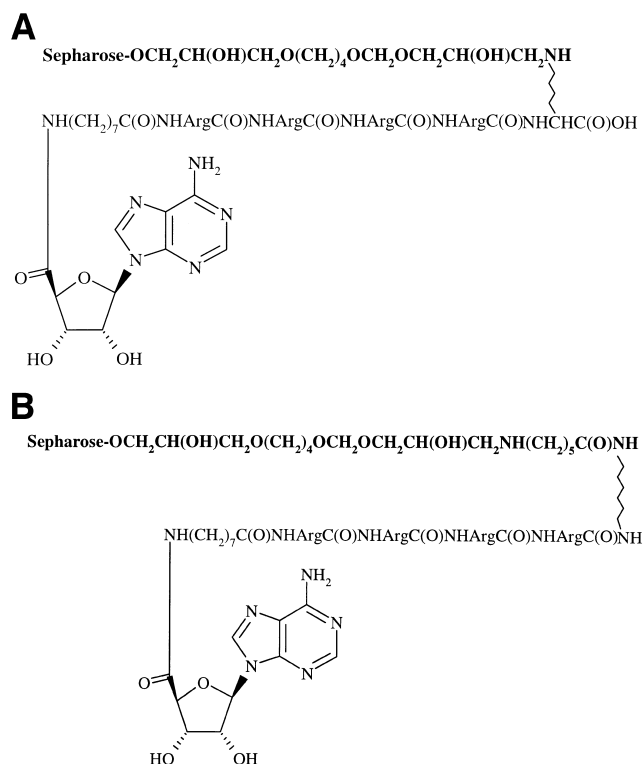 A
Sepharose-OCH₂CH(OH)CH₂O(CH₂)₄OCH₂OCH₂CH(OH)CH₂NH
NH(CH₂)₇C(O)NHArgC(O)NHArgC(O)NHArgC(O)NHArgC(O)NHCHC(O)OH
NH₂
N
N
N
N
O
O
HO
OH
B
Sepharose-OCH₂CH(OH)CH₂O(CH₂)₄OCH₂OCH₂CH(OH)CH₂NH(CH₂)₅C(O)NH
NH(CH₂)₇C(O)NHArgC(O)NHArgC(O)NHArgC(O)NHArgC(O)NH
NH₂
N
N
N
N
O
O
HO
OH